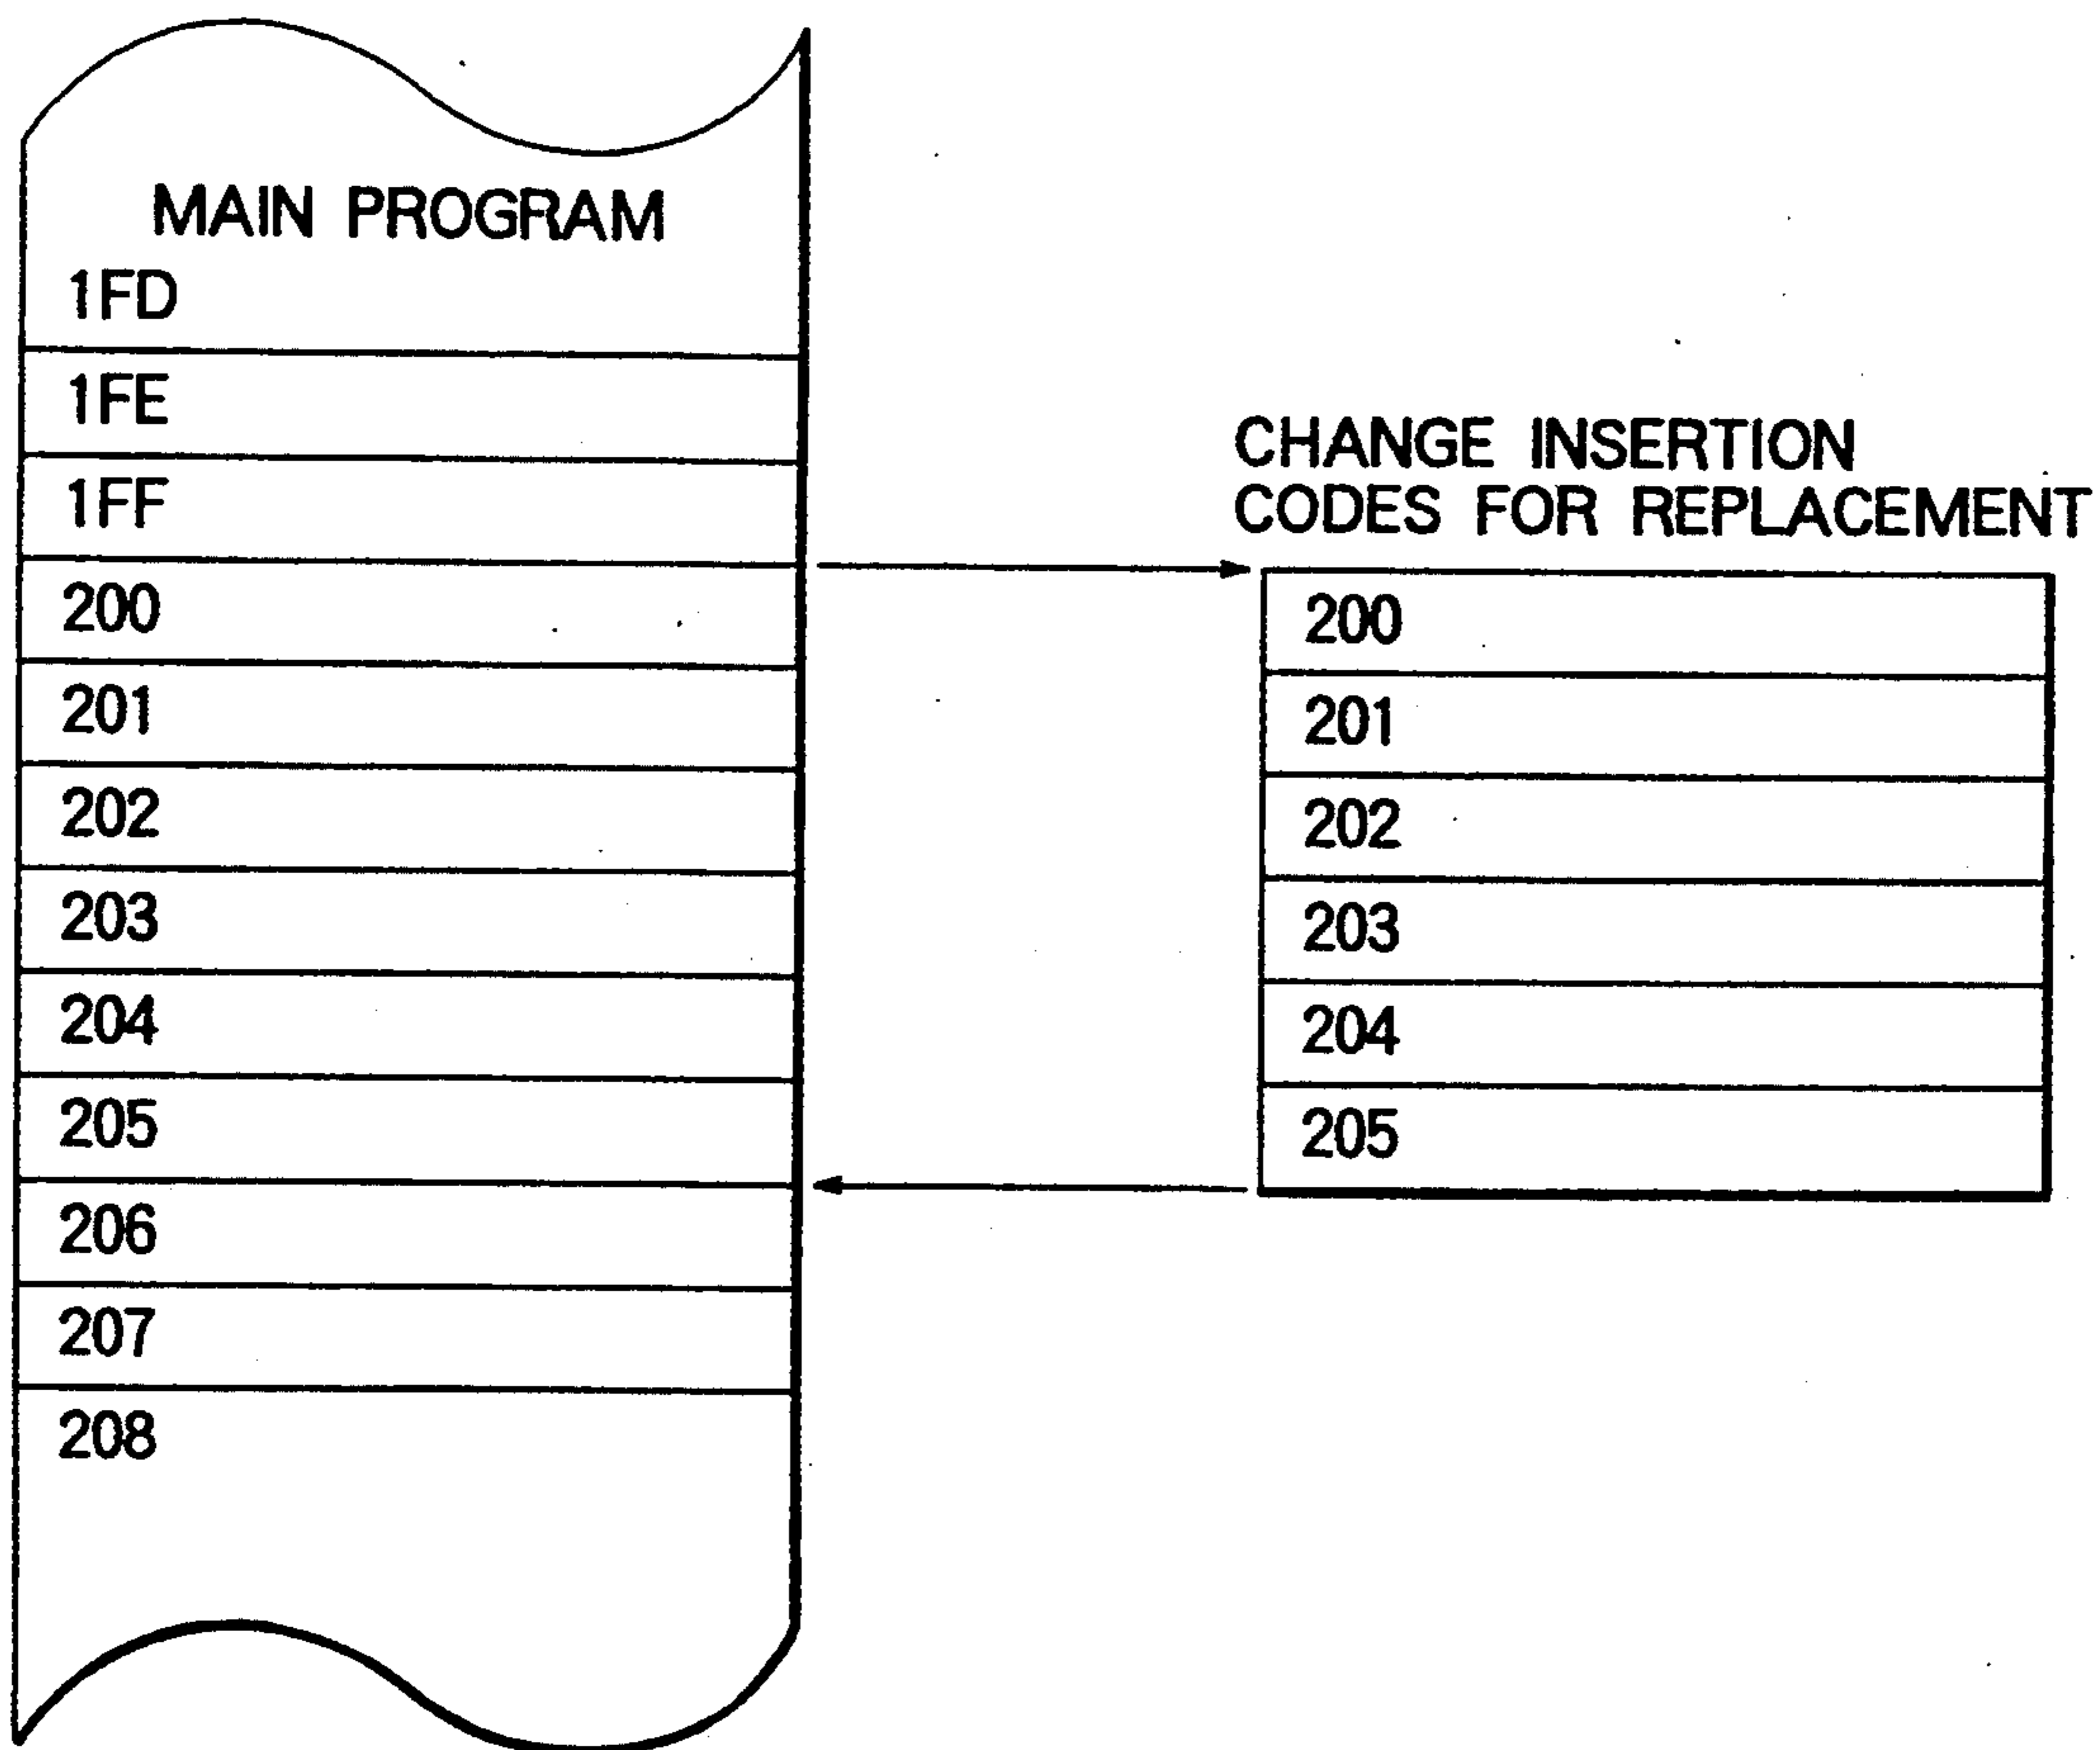 MAIN PROGRAM
1FD
1FE
1FF
200
201
202
203
204
205
206
207
208
CHANGE INSERTION
CODES FOR REPLACEMENT
200
201
202
203
204
205